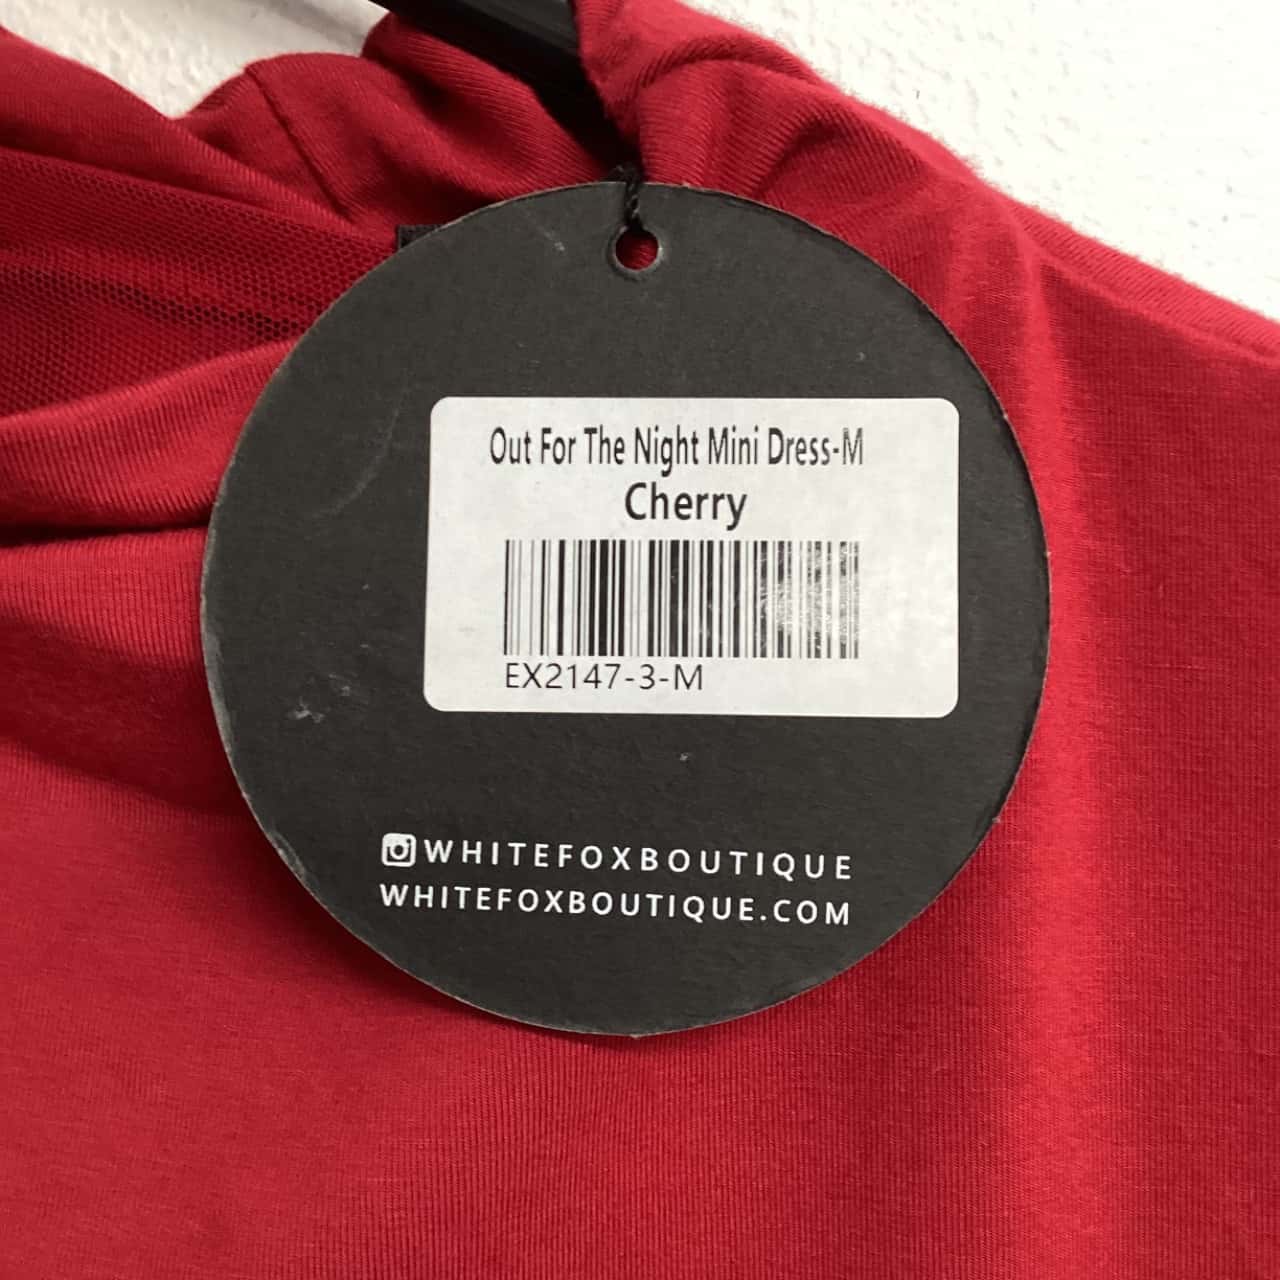 Out For The Night Mini Dress-M
Cherry
EX2147-3-M
WHITEFOXBOUTIQUE
WHITEFOXBOUTIQUE.COM